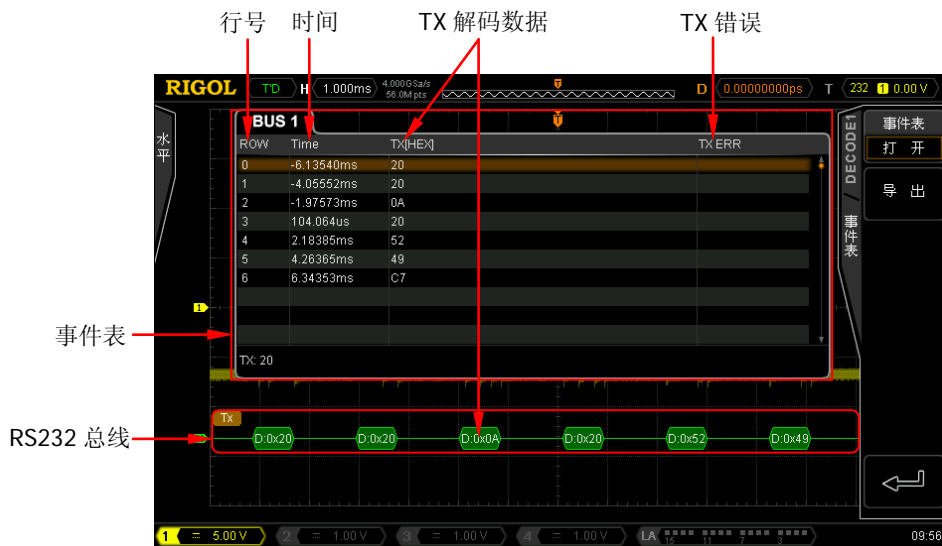 行号 时间 TX 解码数据 TX 错误
RIGOL T'D H 1.000ms 4.000GSa/s 56.0M pts D 0.00000000ps T 232 1 0.00 V
水平
BUS 1
DECODE1
事件表
事件表
打 开
导 出
ROW Time TX[HEX] TX ERR
0 -6.13540ms 20
1 -4.05552ms 20
2 -1.97573ms 0A
3 104.064us 20
4 2.18385ms 52
5 4.26365ms 49
6 6.34353ms C7
1
事件表
TX: 20
Tx
RS232 总线
D:0x20 D:0x20 D:0x0A D:0x20 D:0x52 D:0x49
1 = 5.00 V 2 = 1.00 V 3 = 1.00 V 4 = 1.00 V LA 15 11 7 3 09:56